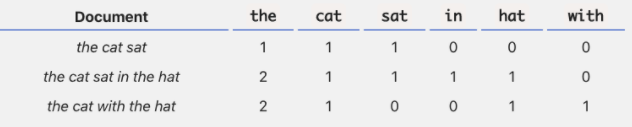 Document the cat sat in hat with
the cat sat 1 1 1 0 0 0
the cat sat in the hat 2 1 1 1 1 0
the cat with the hat 2 1 0 0 1 1